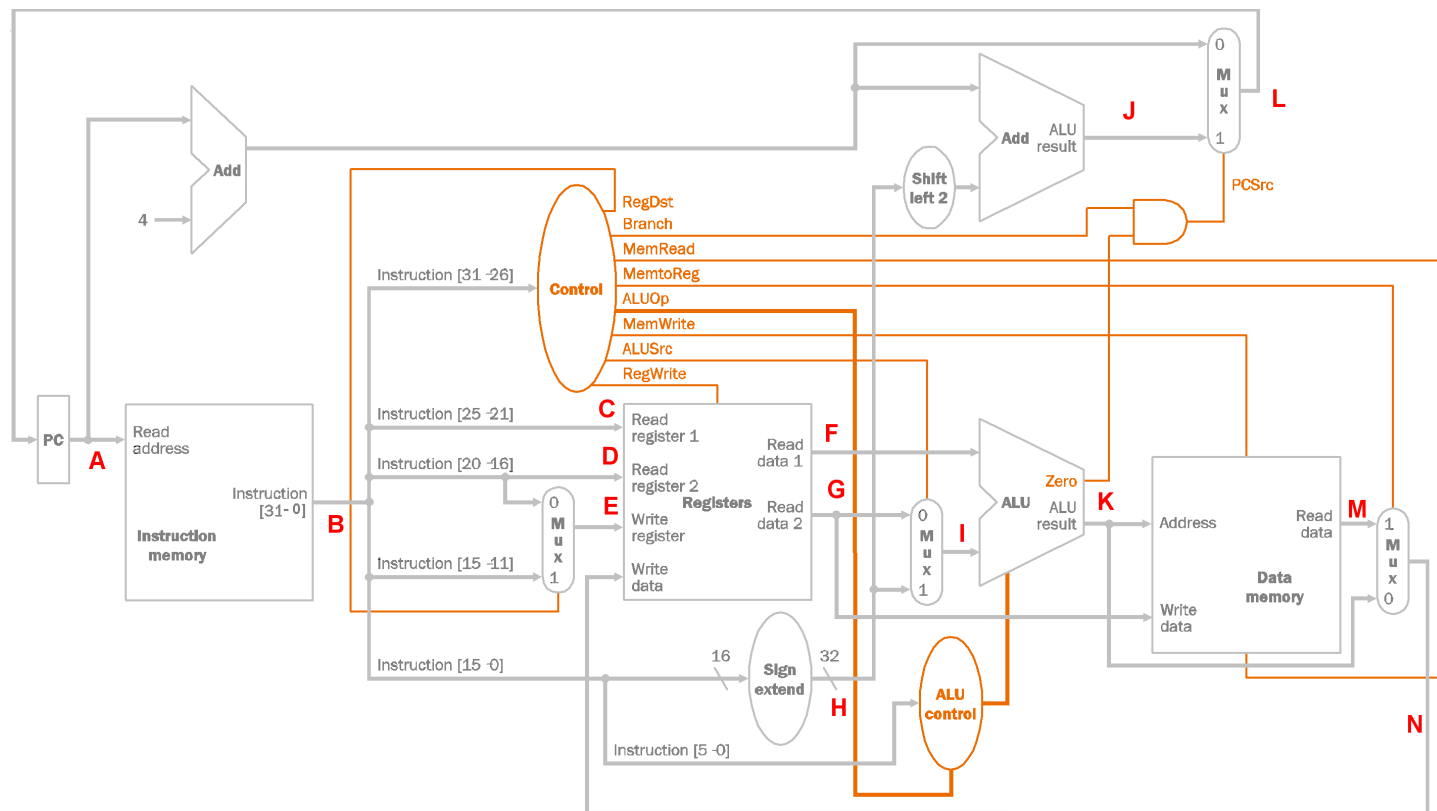 L
0
M
u
x
1
J
Add
ALU
result
Add
Shift
left 2
PCSrc
4
RegDst
Branch
MemRead
MemtoReg
ALUOp
MemWrite
ALUSrc
RegWrite
Instruction [31-26]
Control
PC
A
Read
address
Instruction
[31-0]
Instruction
memory
B
Instruction [25-21]
C
Read
register 1
Instruction [20-16]
D
Read
register 2
E
Write
register
Write
data
Registers
Read
data 1
Read
data 2
0
M
u
x
1
Instruction [15-11]
F
G
0
M
u
x
1
I
Zero
ALU
ALU
result
K
Address
Read
data
Write
data
Data
memory
M
1
M
u
x
0
Instruction [15-0]
16
Sign
extend
32
H
ALU
control
Instruction [5-0]
N